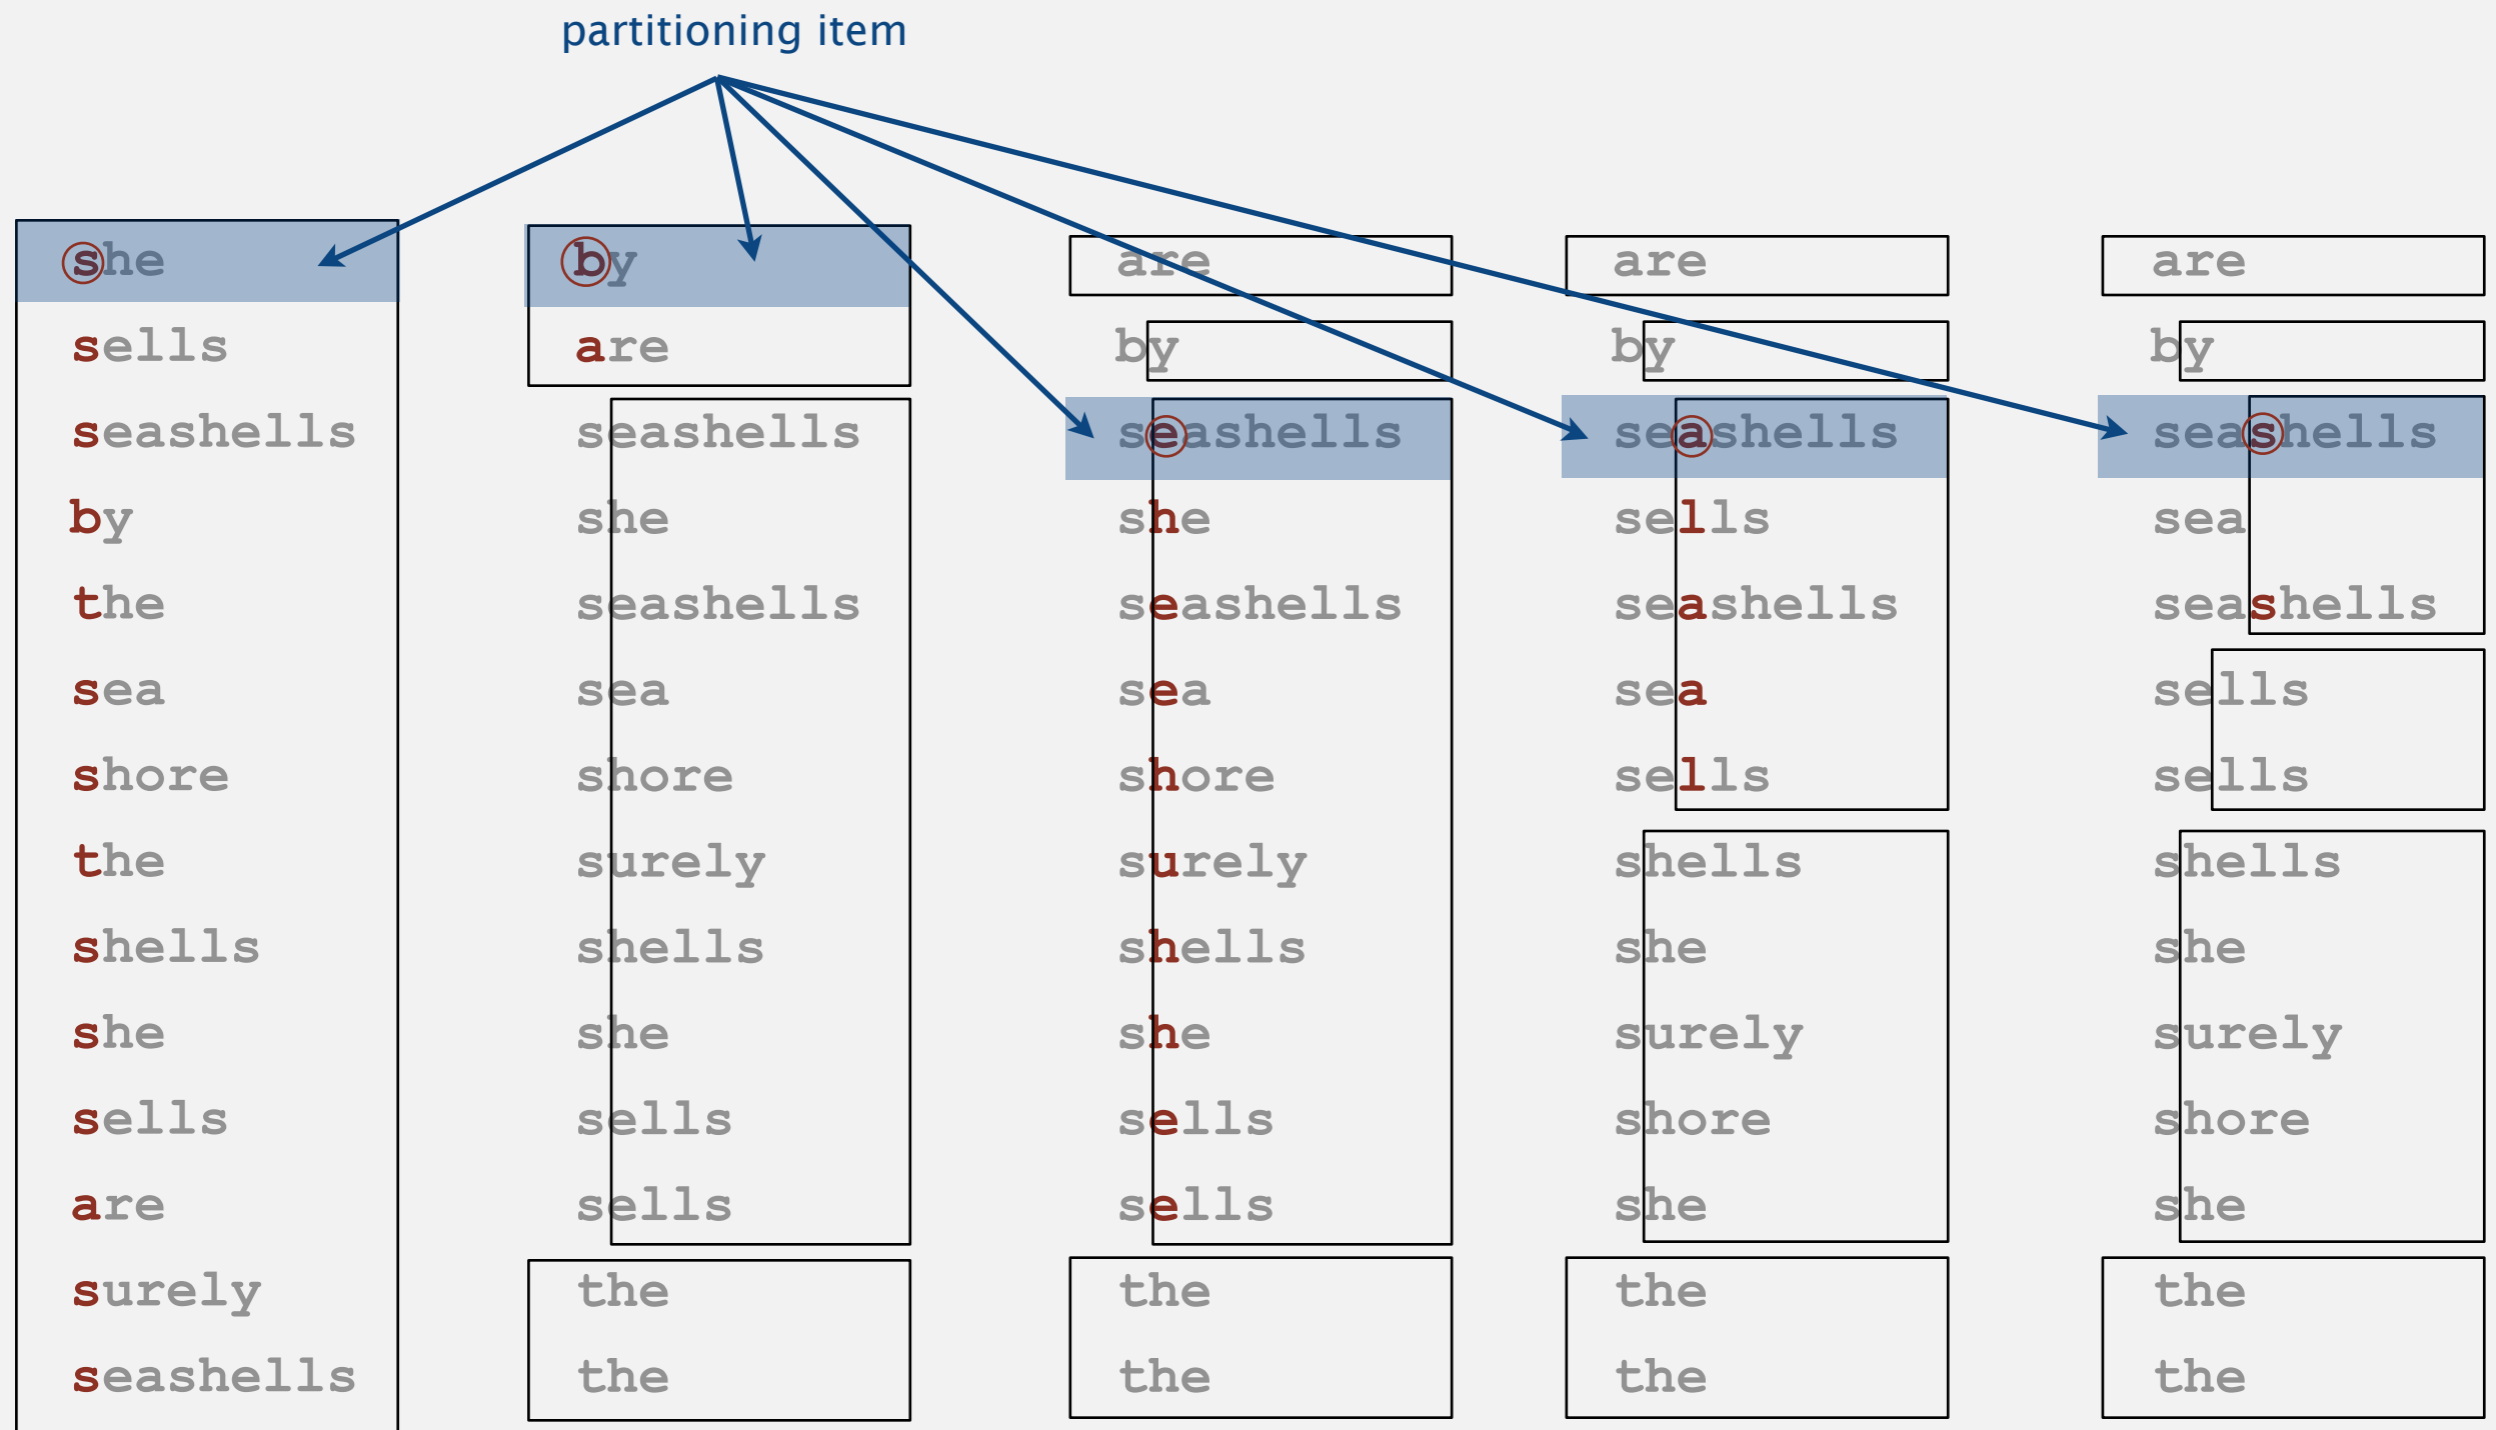 partitioning item
she by are are are
sells are by by by
seashells seashells seashells seashells seashells
by she she sells sea
the seashells seashells seashells seashells
sea sea sea sea sells
shore shore shore sells sells
the surely surely shells shells
shells shells shells she she
she she she surely surely
sells sells sells shore shore
are sells sells she she
surely the the the the
seashells the the the the